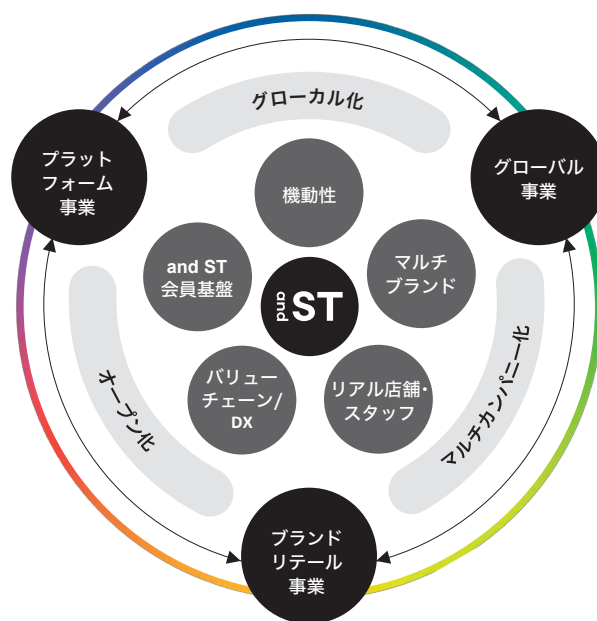 グローカル化
プラット
フォーム
事業
グローバル
事業
機動性
and ST
会員基盤
マルチ
ブランド
and ST
バリュー
チェーン/
DX
リアル店舗・
スタッフ
オープン化
マルチカンパニー化
ブランド
リテール
事業